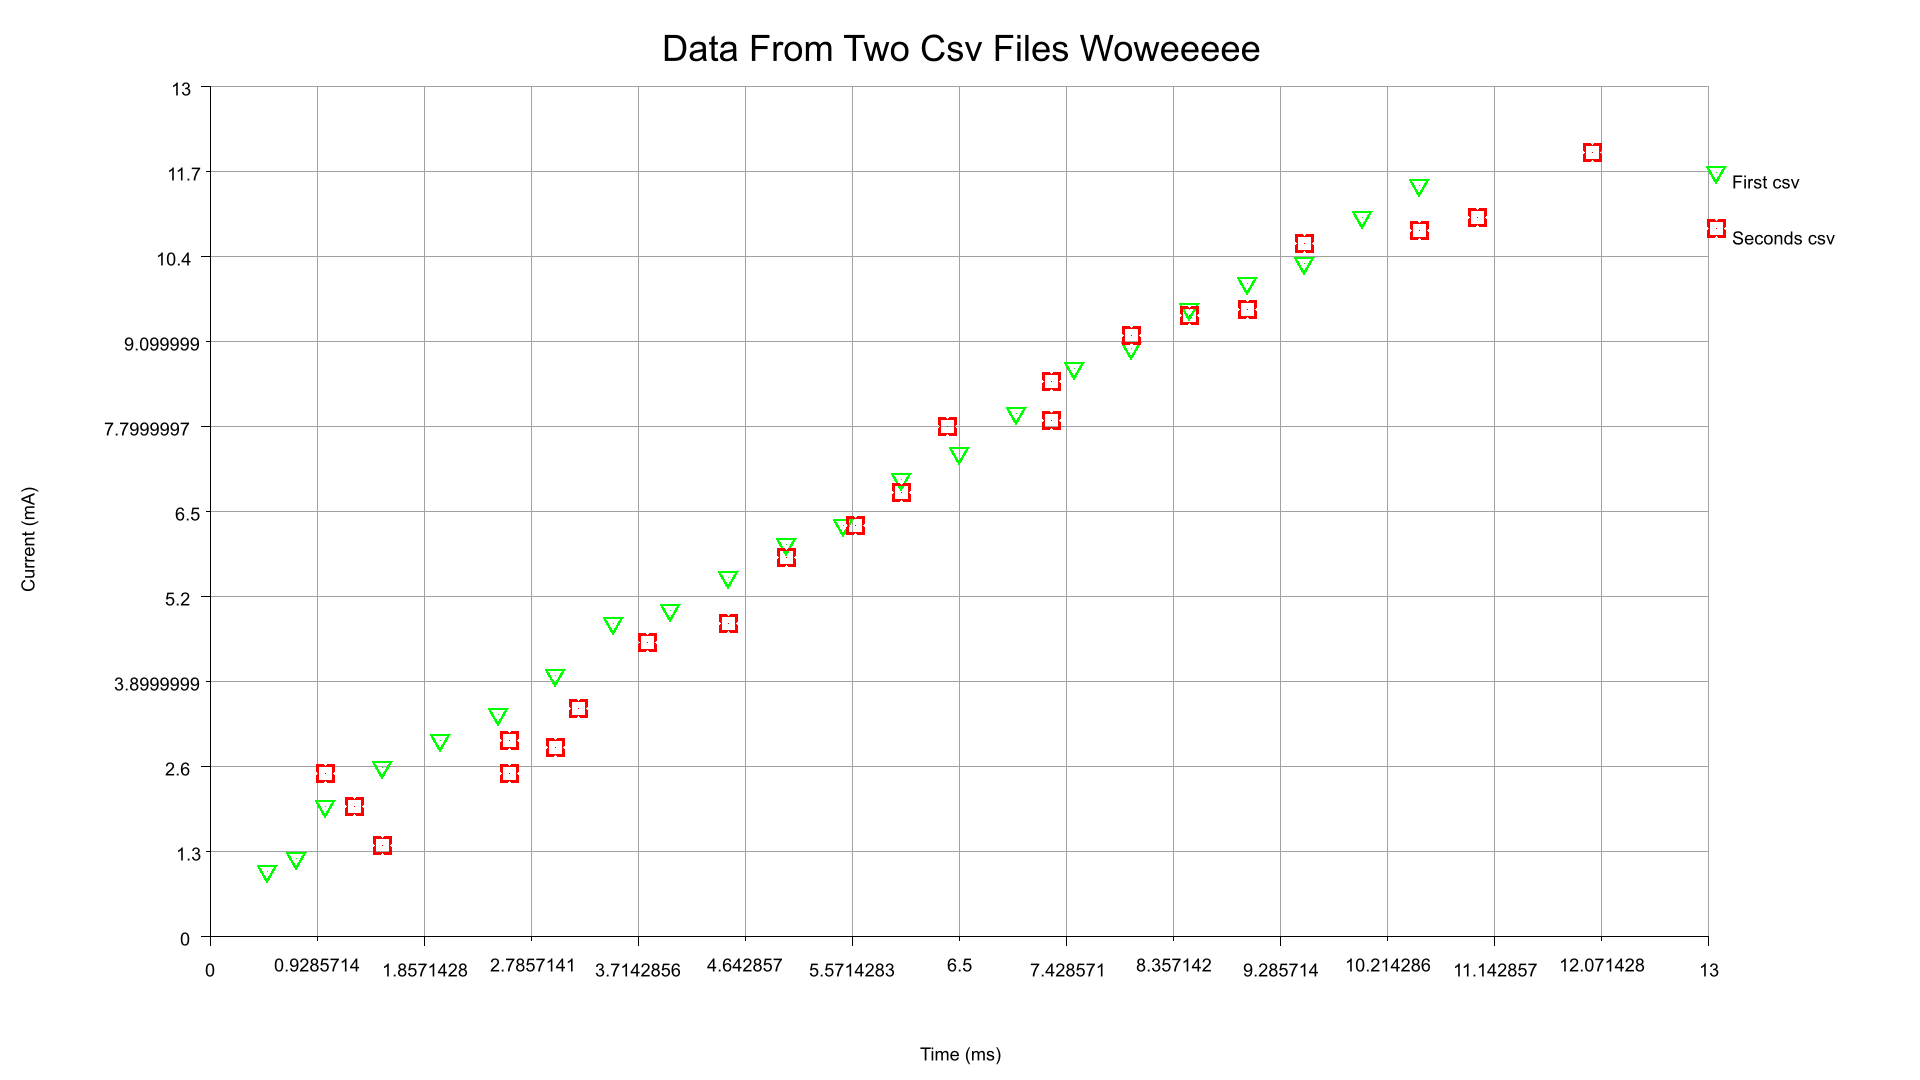 Data From Two Csv Files Woweeeee
13
11.7
10.4
9.099999
7.7999997
6.5
5.2
3.8999999
2.6
1.3
0
Current (mA)
First csv
Seconds csv
0 0.9285714 1.8571428 2.7857141 3.7142856 4.642857 5.5714283 6.5 7.428571 8.357142 9.285714 10.214286 11.142857 12.071428 13
Time (ms)